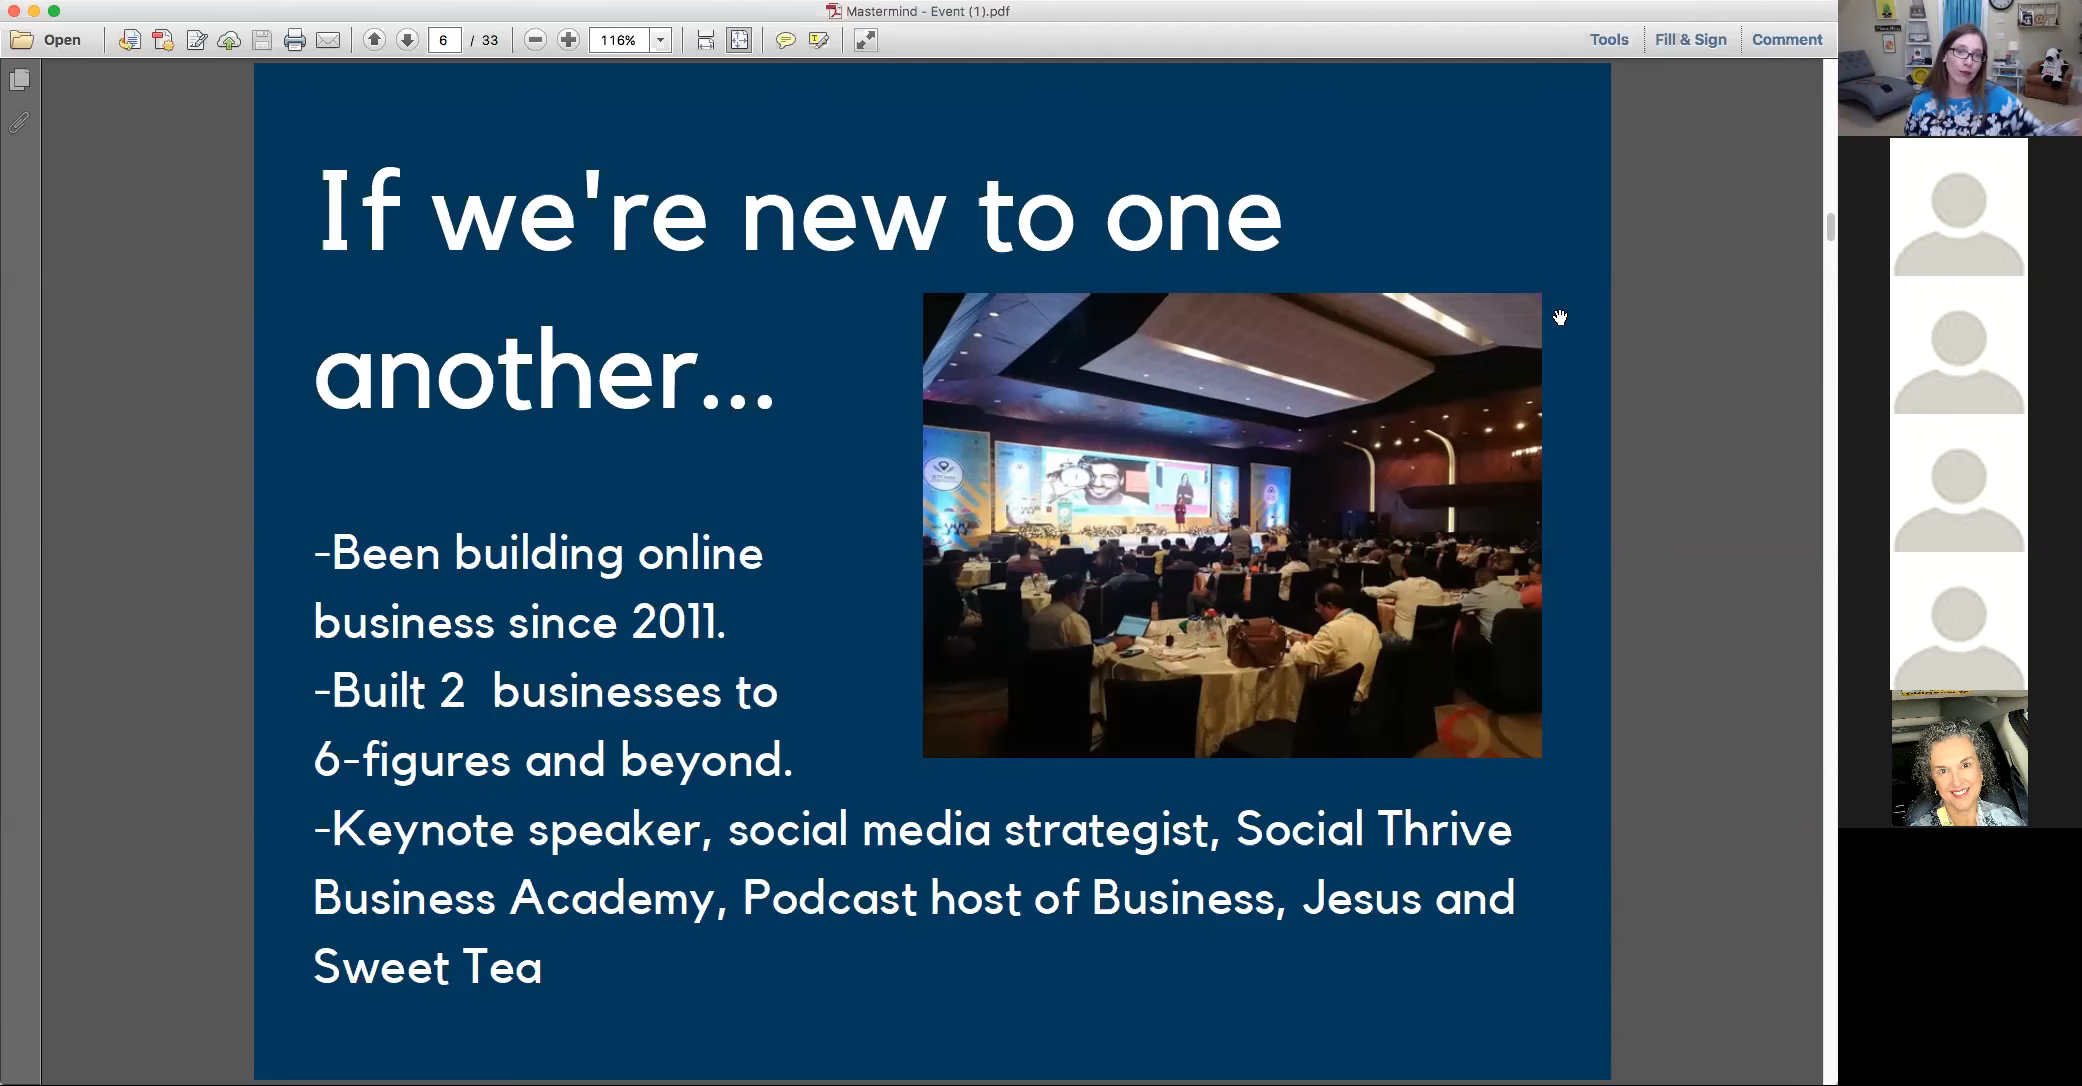 Mastermind - Event (1).pdf
Open
6 / 33
116%
Tools
Fill & Sign
Comment
If we're new to one
another...
-Been building online
business since 2011.
-Built 2  businesses to
6-figures and beyond.
-Keynote speaker, social media strategist, Social Thrive
Business Academy, Podcast host of Business, Jesus and
Sweet Tea